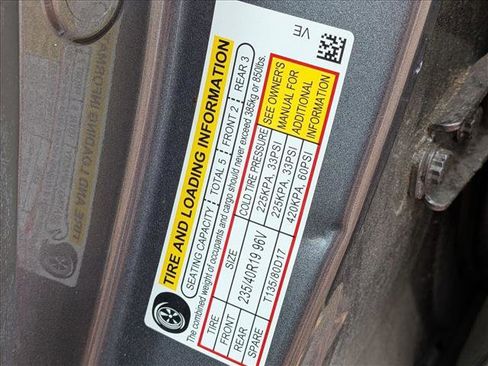 VE
TIRE AND LOADING INFORMATION
SEATING CAPACITY TOTAL 5 FRONT 2 REAR 3
The combined weight of occupants and cargo should never exceed 385kg or 850lbs.
TIRE SIZE COLD TIRE PRESSURE SEE OWNER'S MANUAL FOR ADDITIONAL INFORMATION
FRONT 235/40R19 96V 225KPA, 33PSI
REAR 225KPA, 33PSI
SPARE T135/80D17 420KPA, 60PSI